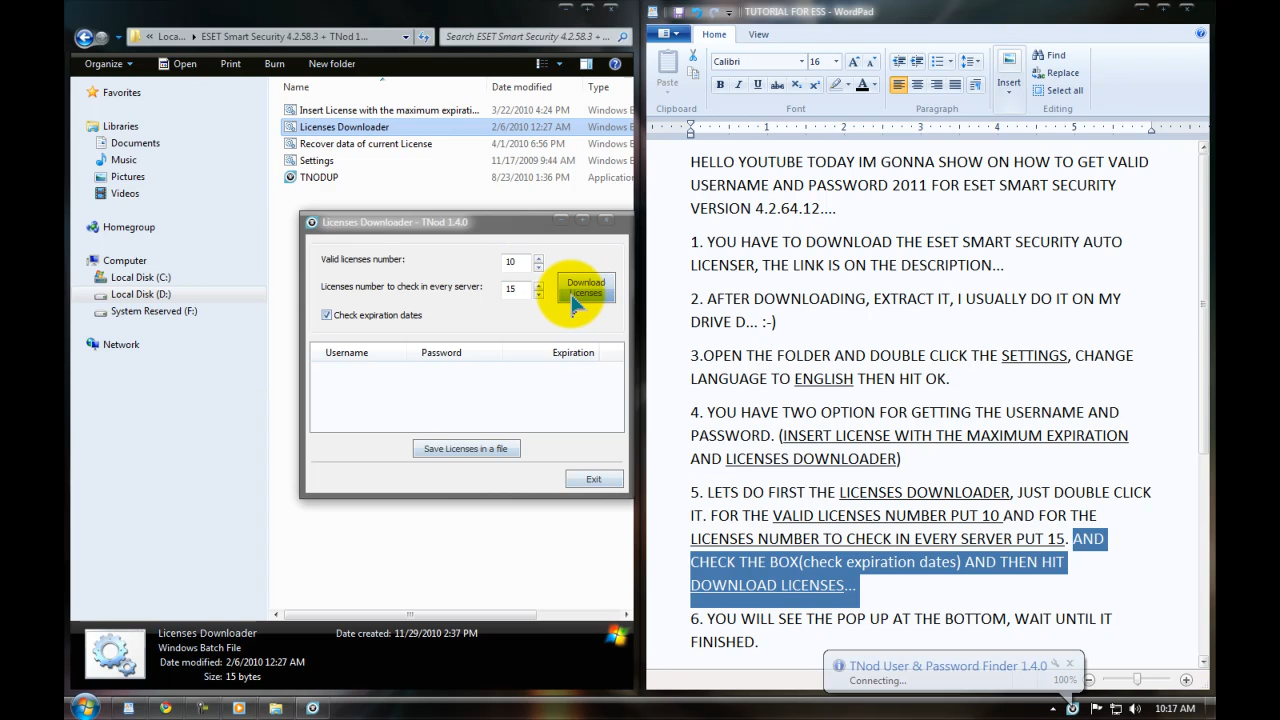 TUTORIAL FOR ESS - WordPad
« Loca... ▸ ESET Smart Security 4.2.58.3 + TNod 1...
Search ESET Smart Security 4.2.58.3 + ...
Home View
Organize Open Print Burn New folder
Calibri 16
Find
Replace
Select all
Paste
Insert
Clipboard Font Paragraph Editing
Name Date modified Type
Favorites
Libraries
Documents
Music
Pictures
Videos
Homegroup
Computer
Local Disk (C:)
Local Disk (D:)
System Reserved (F:)
Network
Insert License with the maximum expirati... 3/22/2010 4:24 PM Windows B
Licenses Downloader 2/6/2010 12:27 AM Windows B
Recover data of current License 4/1/2010 6:56 PM Windows B
Settings 11/17/2009 9:44 AM Windows B
TNODUP 8/23/2010 1:36 PM Applicatio
Licenses Downloader - TNod 1.4.0
Valid licenses number: 10
Licenses number to check in every server: 15
Download
Licenses
Check expiration dates
Username Password Expiration
Save Licenses in a file
Exit
1 2 3 4 5
HELLO YOUTUBE TODAY IM GONNA SHOW ON HOW TO GET VALID
USERNAME AND PASSWORD 2011 FOR ESET SMART SECURITY
VERSION 4.2.64.12....
1. YOU HAVE TO DOWNLOAD THE ESET SMART SECURITY AUTO
LICENSER, THE LINK IS ON THE DESCRIPTION...
2. AFTER DOWNLOADING, EXTRACT IT, I USUALLY DO IT ON MY
DRIVE D... :-)
3.OPEN THE FOLDER AND DOUBLE CLICK THE SETTINGS, CHANGE
LANGUAGE TO ENGLISH THEN HIT OK.
4. YOU HAVE TWO OPTION FOR GETTING THE USERNAME AND
PASSWORD. (INSERT LICENSE WITH THE MAXIMUM EXPIRATION
AND LICENSES DOWNLOADER)
5. LETS DO FIRST THE LICENSES DOWNLOADER, JUST DOUBLE CLICK
IT. FOR THE VALID LICENSES NUMBER PUT 10 AND FOR THE
LICENSES NUMBER TO CHECK IN EVERY SERVER PUT 15. AND
CHECK THE BOX(check expiration dates) AND THEN HIT
DOWNLOAD LICENSES...
6. YOU WILL SEE THE POP UP AT THE BOTTOM, WAIT UNTIL IT
FINISHED.
Licenses Downloader Date created: 11/29/2010 2:37 PM
Windows Batch File
Date modified: 2/6/2010 12:27 AM
Size: 15 bytes
TNod User & Password Finder 1.4.0
Connecting...
100%
10:17 AM